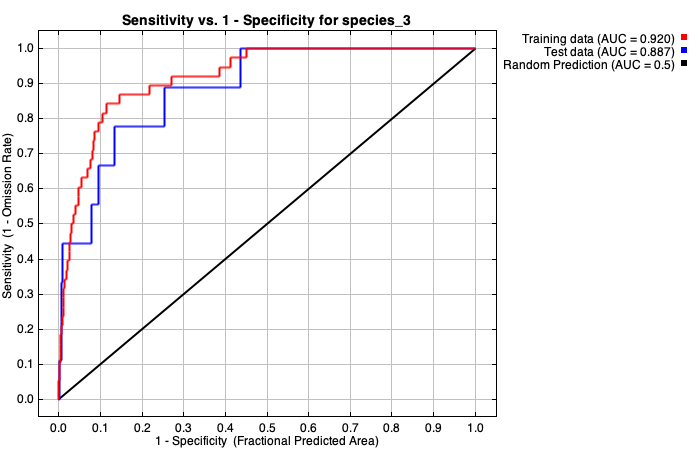 Sensitivity vs. 1 - Specificity for species_3
Training data (AUC = 0.920)
Test data (AUC = 0.887)
Random Prediction (AUC = 0.5)
Sensitivity (1 - Omission Rate)
1.0
0.9
0.8
0.7
0.6
0.5
0.4
0.3
0.2
0.1
0.0
0.0 0.1 0.2 0.3 0.4 0.5 0.6 0.7 0.8 0.9 1.0
1 - Specificity (Fractional Predicted Area)